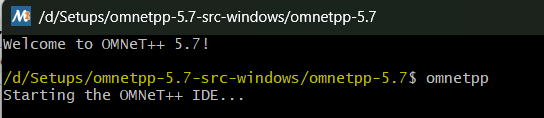 /d/Setups/omnetpp-5.7-src-windows/omnetpp-5.7
Welcome to OMNeT++ 5.7!
/d/Setups/omnetpp-5.7-src-windows/omnetpp-5.7$ omnetpp
Starting the OMNeT++ IDE...